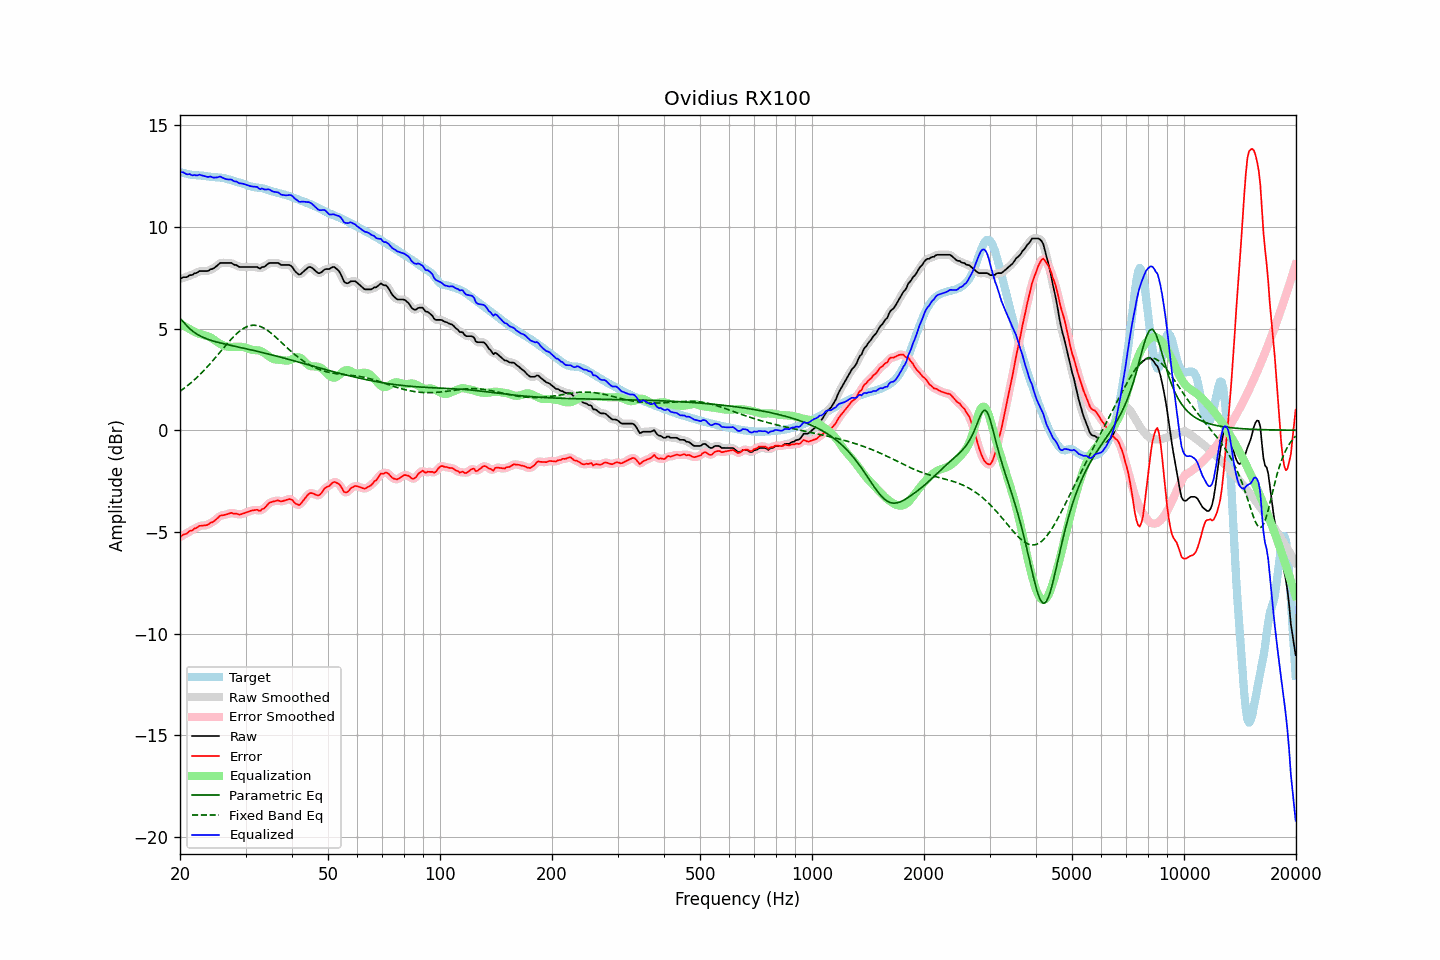 Ovidius RX100
15
10
5
0
−5
−10
−15
−20
Amplitude (dBr)
Target
Raw Smoothed
Error Smoothed
Raw
Error
Equalization
Parametric Eq
Fixed Band Eq
Equalized
20
50
100
200
500
1000
2000
5000
10000
20000
Frequency (Hz)